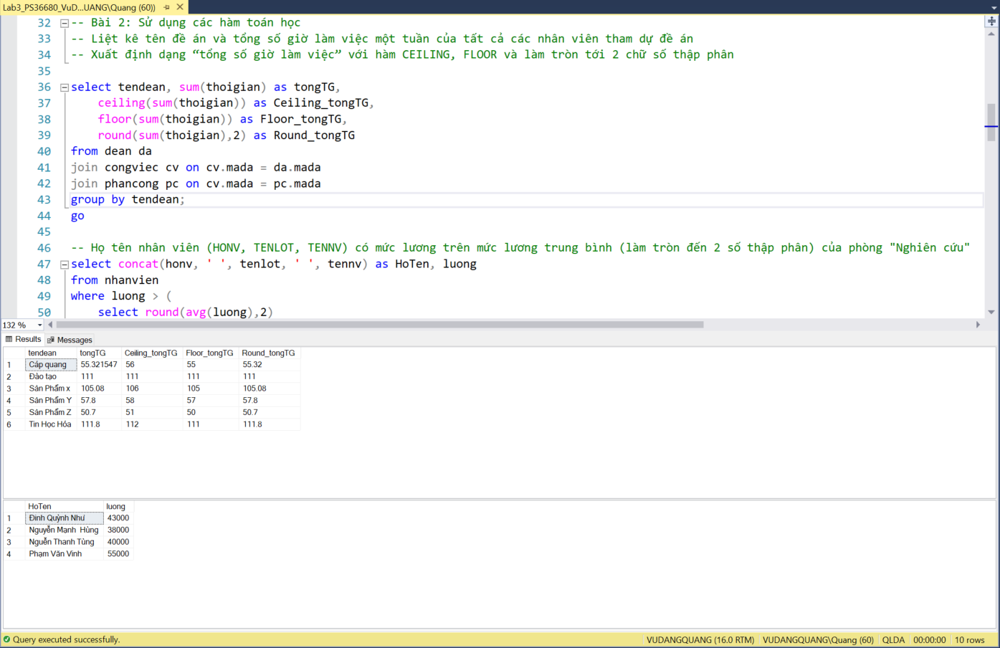 Lab3_PS36680_VuD...UANG\Quang (60))
32 -- Bài 2: Sử dụng các hàm toán học
33 -- Liệt kê tên đề án và tổng số giờ làm việc một tuần của tất cả các nhân viên tham dự đề án
34 -- Xuất định dạng “tổng số giờ làm việc” với hàm CEILING, FLOOR và làm tròn tới 2 chữ số thập phân
35
36 select tendean, sum(thoigian) as tongTG,
37 ceiling(sum(thoigian)) as Ceiling_tongTG,
38 floor(sum(thoigian)) as Floor_tongTG,
39 round(sum(thoigian),2) as Round_tongTG
40 from dean da
41 join congviec cv on cv.mada = da.mada
42 join phancong pc on cv.mada = pc.mada
43 group by tendean;
44 go
45
46 -- Họ tên nhân viên (HONV, TENLOT, TENNV) có mức lương trên mức lương trung bình (làm tròn đến 2 số thập phân) của phòng "Nghiên cứu"
47 select concat(honv, ' ', tenlot, ' ', tennv) as HoTen, luong
48 from nhanvien
49 where luong > (
50 select round(avg(luong),2)
132 %
Results Messages
tendean tongTG Ceiling_tongTG Floor_tongTG Round_tongTG
1 Cáp quang 55.321547 56 55 55.32
2 Đào tạo 111 111 111 111
3 Sản Phẩm x 105.08 106 105 105.08
4 Sản Phẩm Y 57.8 58 57 57.8
5 Sản Phẩm Z 50.7 51 50 50.7
6 Tin Học Hóa 111.8 112 111 111.8
HoTen luong
1 Đinh Quỳnh Như 43000
2 Nguyễn Mạnh  Hùng 38000
3 Nguễn Thanh Tùng 40000
4 Phạm Văn Vinh 55000
Query executed successfully. VUDANGQUANG (16.0 RTM) VUDANGQUANG\Quang (60) QLDA 00:00:00 10 rows